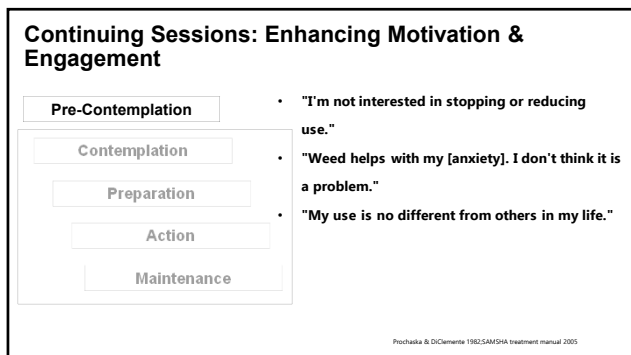 Continuing Sessions: Enhancing Motivation &
Engagement
Pre-Contemplation
Contemplation
Preparation
Action
Maintenance
• "I'm not interested in stopping or reducing
use."
• "Weed helps with my [anxiety]. I don't think it is
a problem."
• "My use is no different from others in my life."
Prochaska & DiClemente 1982;SAMSHA treatment manual 2005